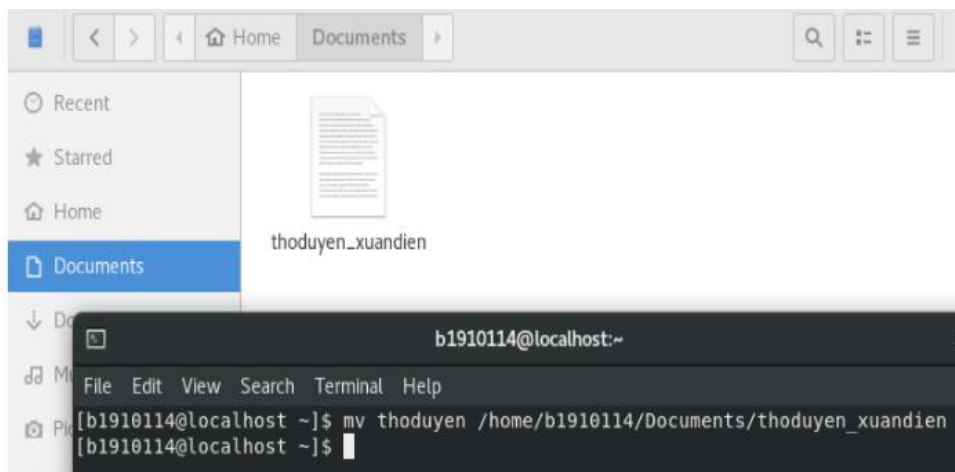 Home Documents
Recent
Starred
Home
thoduyen_xuandien
Documents
b1910114@localhost:~
File Edit View Search Terminal Help
[b1910114@localhost ~]$ mv thoduyen /home/b1910114/Documents/thoduyen_xuandien
[b1910114@localhost ~]$